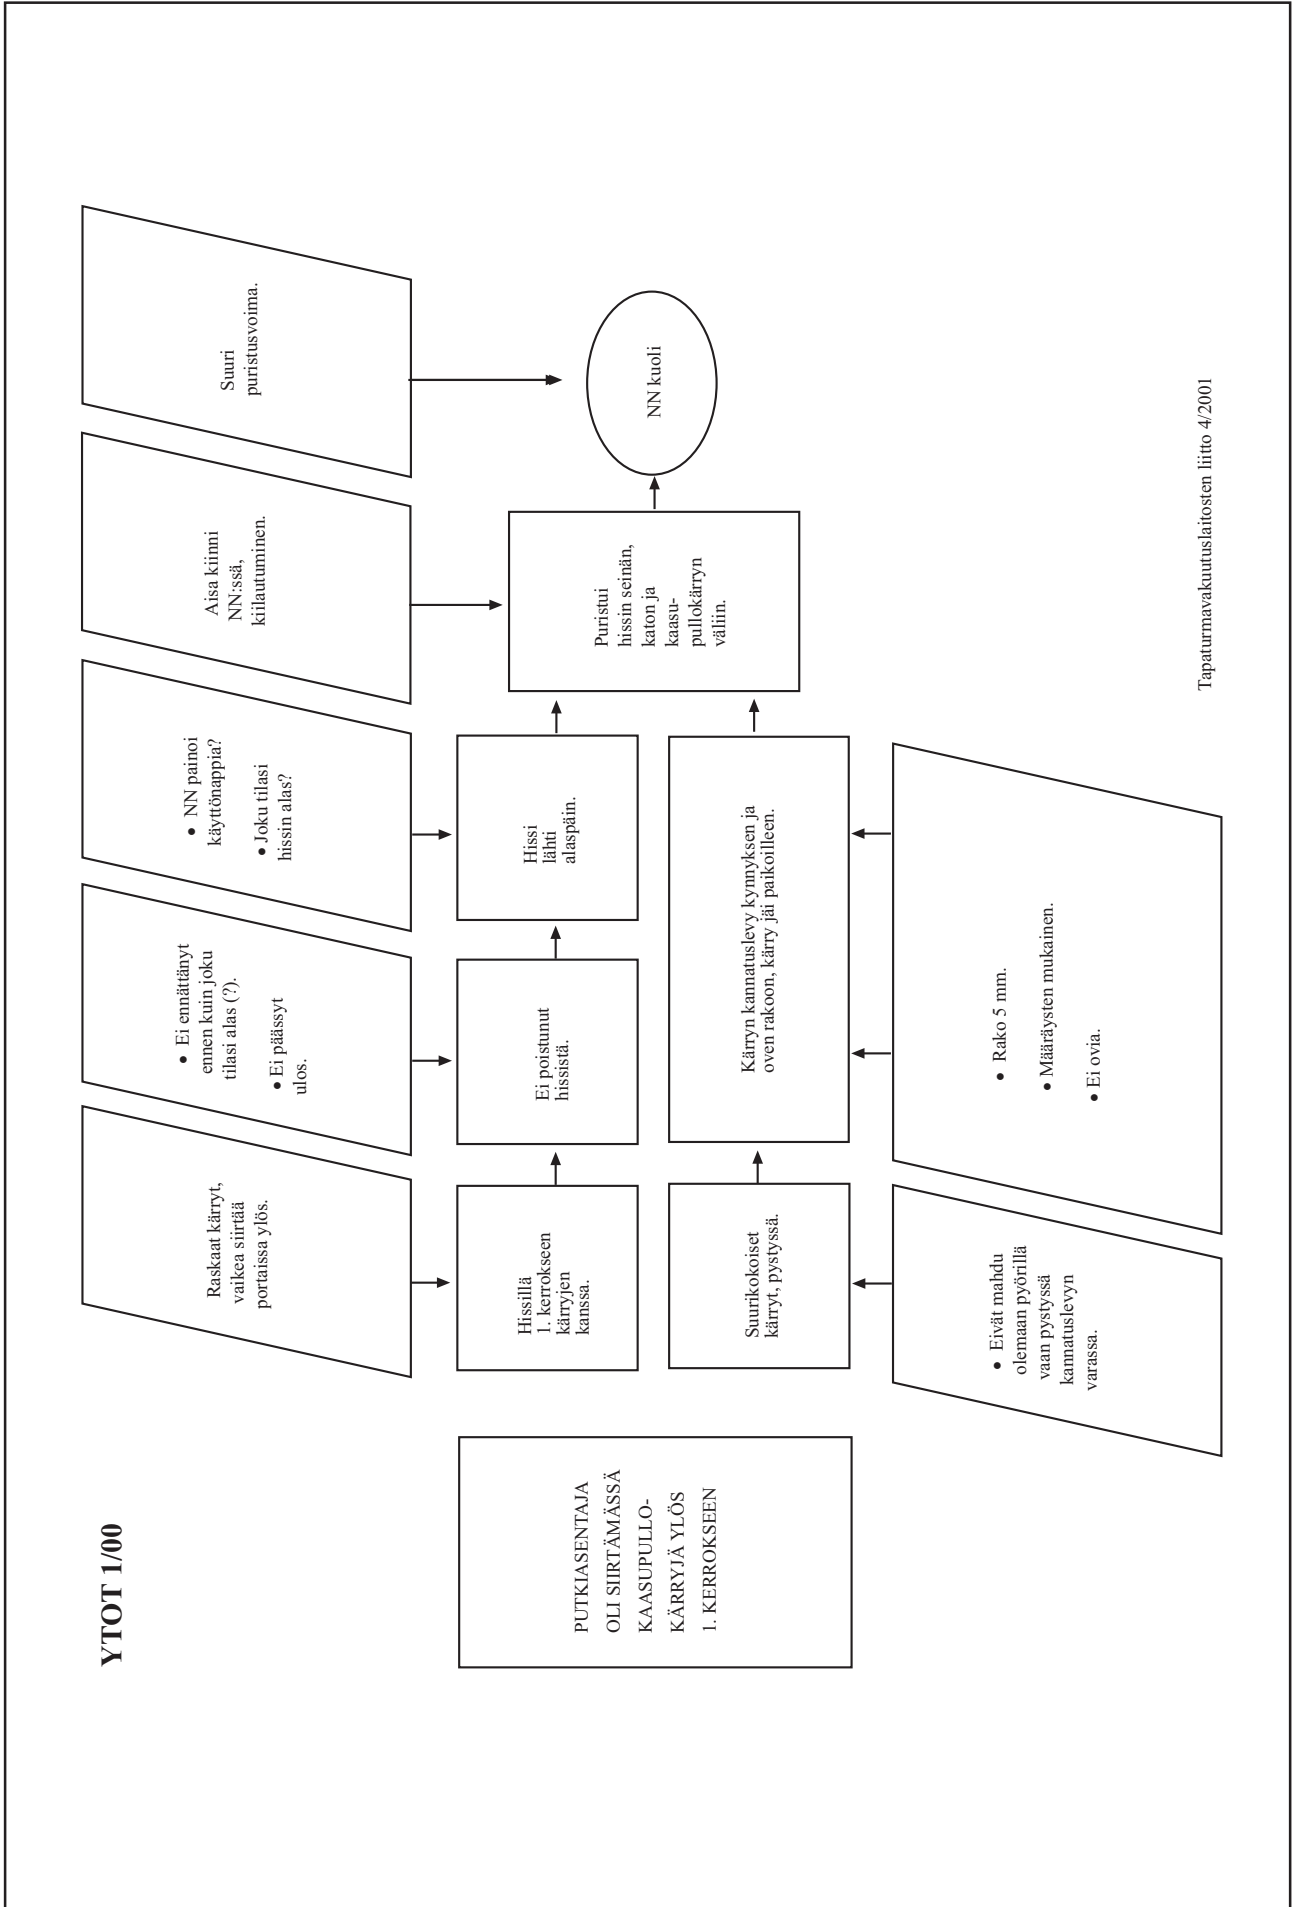 YTOT 1/00
PUTKIASENTAJA
OLI SIIRTÄMÄSSÄ
KAASUPULLO-
KÄRRYJÄ YLÖS
1. KERROKSEEN
Raskaat kärryt,
vaikea siirtää
portaissa ylös.
• Ei ennättänyt
ennen kuin joku
tilasi alas (?).
• Ei päässyt
ulos.
• NN painoi
käyttönappia?
• Joku tilasi
hissin alas?
Aisa kiinni
NN:ssä,
kiilautuminen.
Suuri
puristusvoima.
Hissillä
1. kerrokseen
kärryjen
kanssa.
Ei poistunut
hissistä.
Hissi
lähti
alaspäin.
Puristui
hissin seinän,
katon ja
kaasu-
pullokärryn
väliin.
NN kuoli
Suurikokoiset
kärryt, pystyssä.
Kärryn kannatuslevy kynnyksen ja
oven rakoon, kärry jäi paikoilleen.
• Eivät mahdu
olemaan pyörillä
vaan pystyssä
kannatuslevyn
varassa.
• Rako 5 mm.
• Määräysten mukainen.
• Ei ovia.
Tapaturmavakuutuslaitosten liitto 4/2001